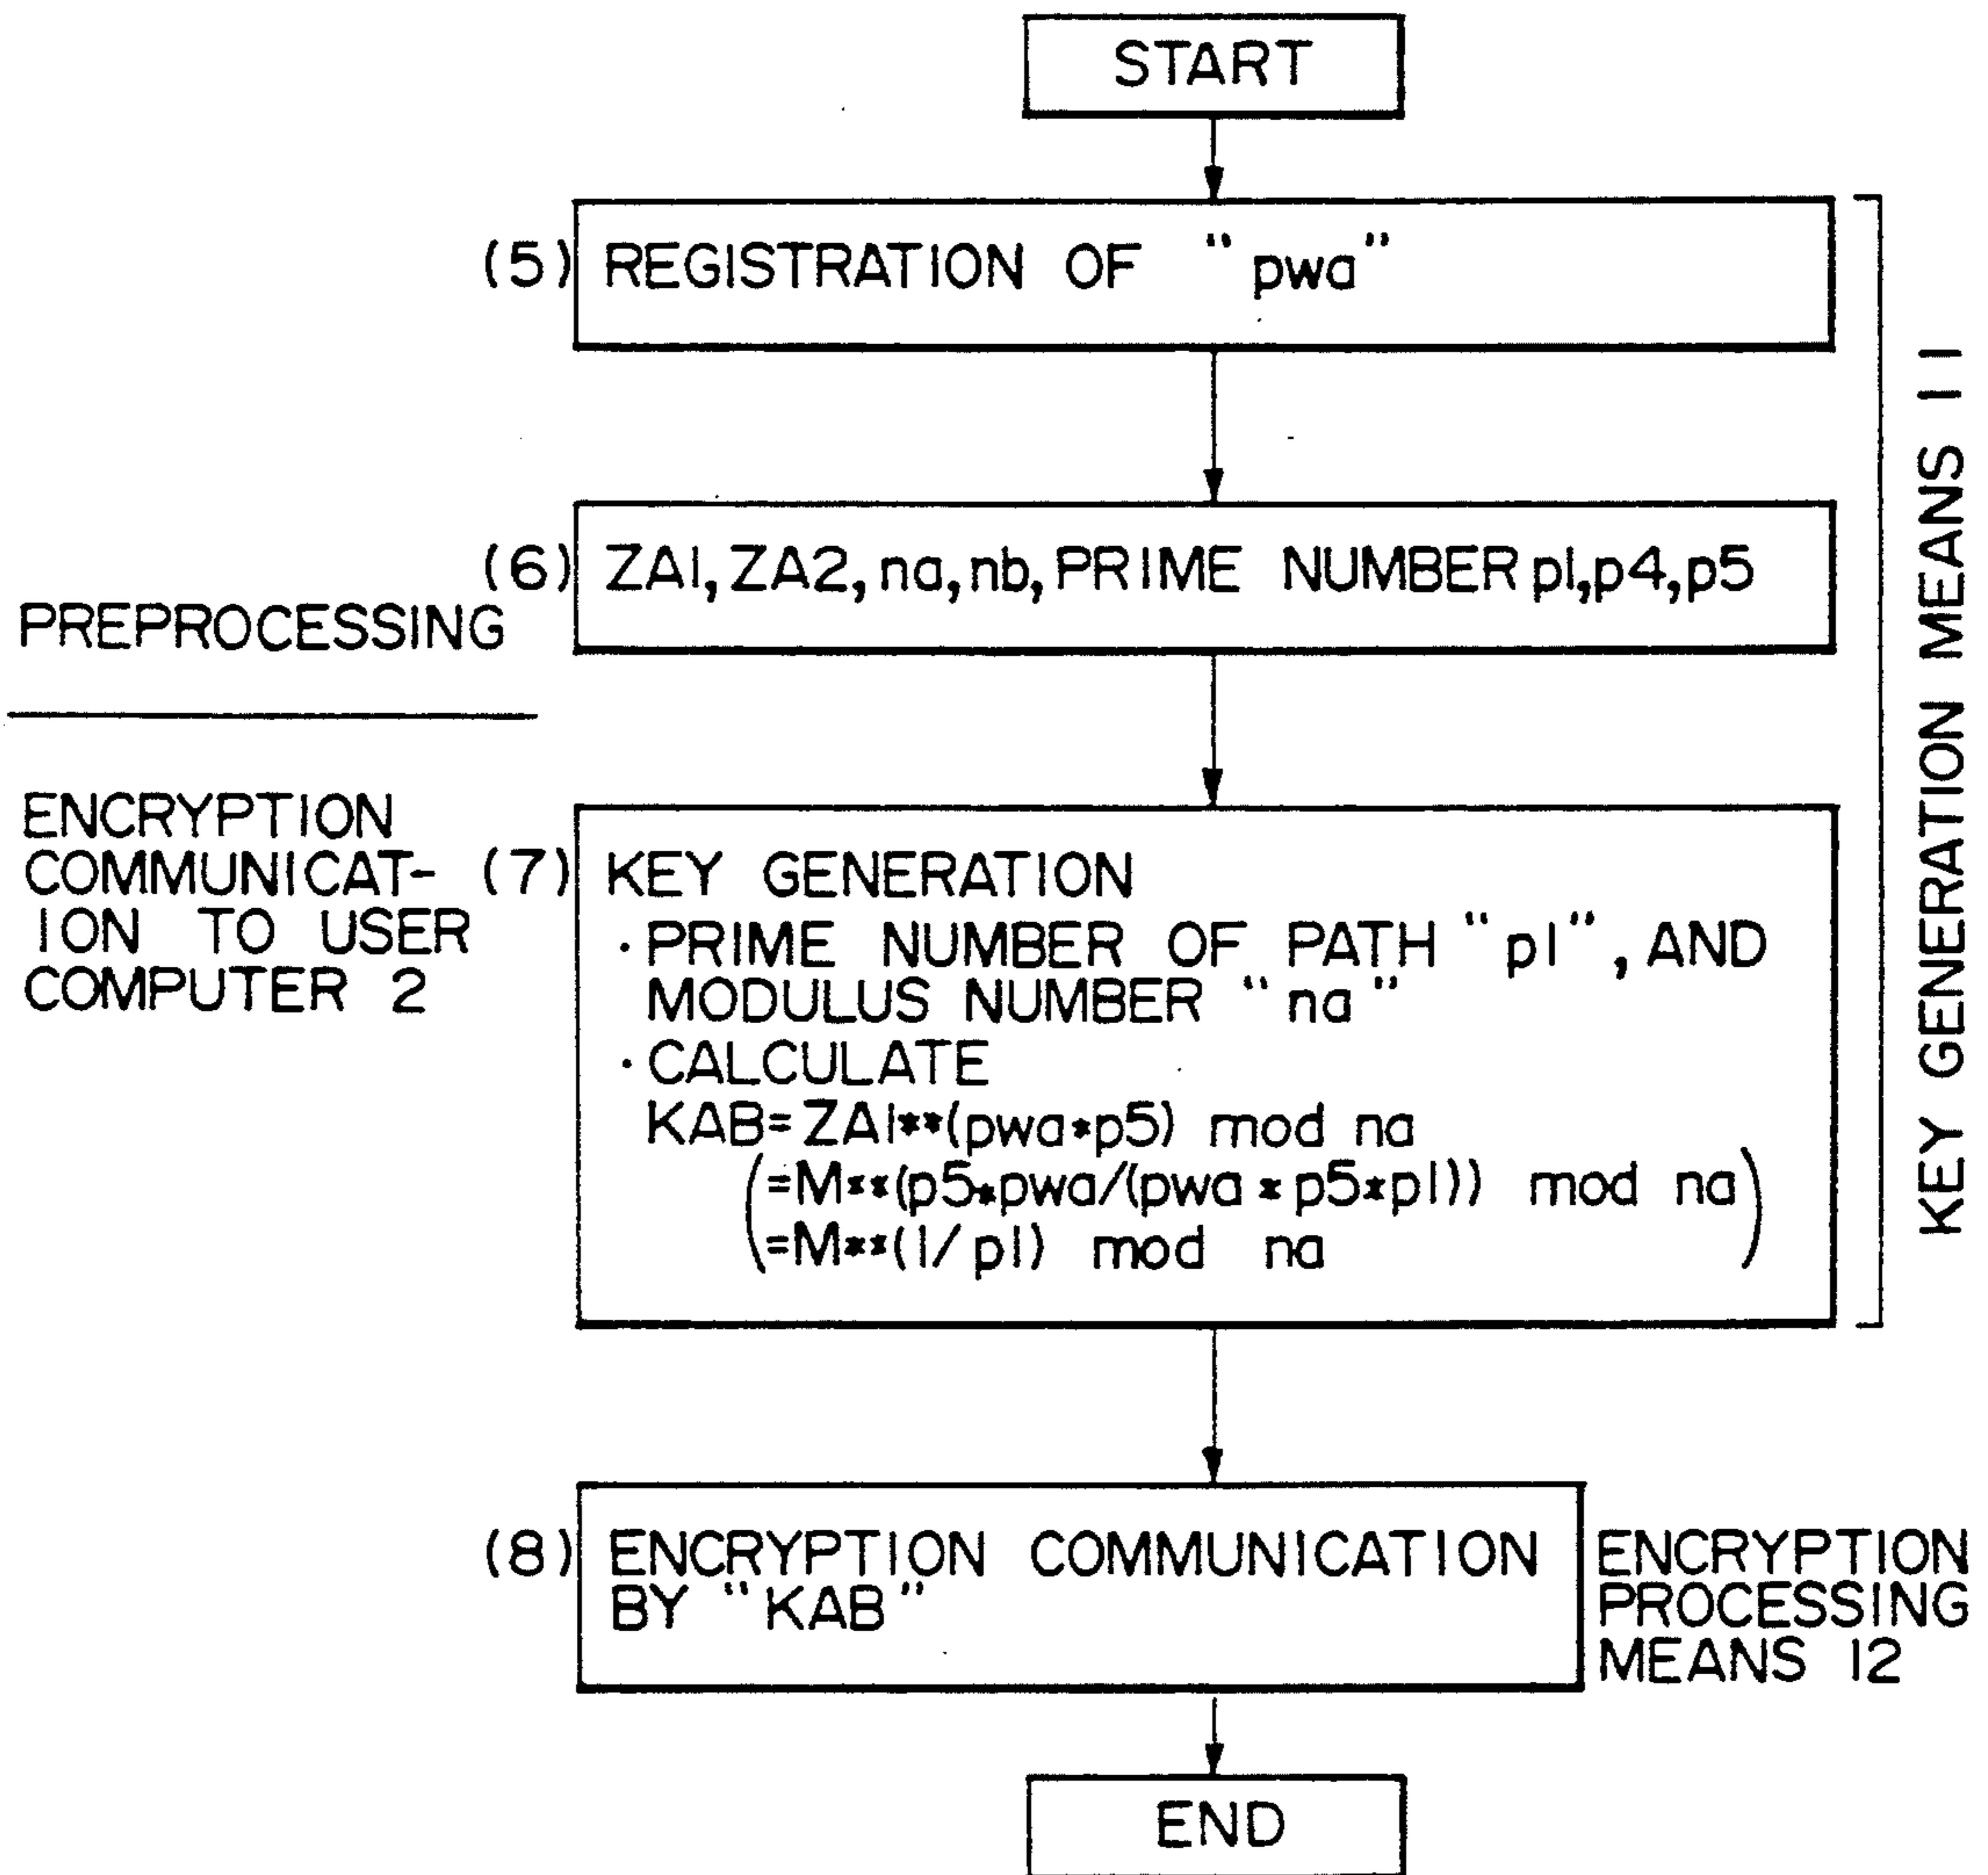 START
(5) REGISTRATION OF "pwa"
(6) ZA1, ZA2, na, nb, PRIME NUMBER p1, p4, p5
PREPROCESSING
ENCRYPTION
COMMUNICAT-
ION TO USER
COMPUTER 2
(7) KEY GENERATION
· PRIME NUMBER OF PATH "p1", AND
MODULUS NUMBER "na"
· CALCULATE
KAB=ZA1**(pwa*p5) mod na
(=M**(p5*pwa/(pwa*p5*p1)) mod na
=M**(1/p1) mod na)
KEY GENERATION MEANS 11
(8) ENCRYPTION COMMUNICATION
BY "KAB"
ENCRYPTION
PROCESSING
MEANS 12
END